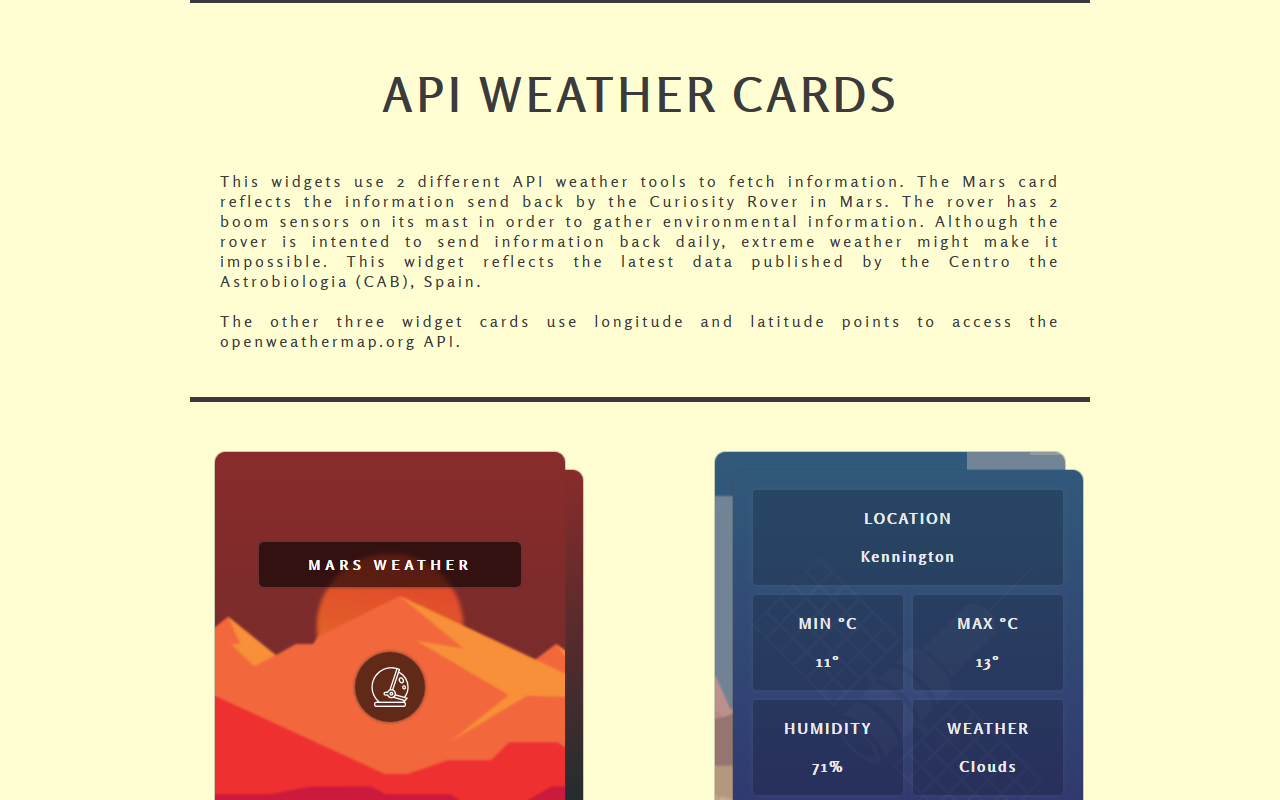 API WEATHER CARDS
This widgets use 2 different API weather tools to fetch information. The Mars card
reflects the information send back by the Curiosity Rover in Mars. The rover has 2
boom sensors on its mast in order to gather environmental information. Although the
rover is intented to send information back daily, extreme weather might make it
impossible. This widget reflects the latest data published by the Centro the
Astrobiologia (CAB), Spain.
The other three widget cards use longitude and latitude points to access the
openweathermap.org API.
MARS WEATHER
LOCATION
Kennington
MIN °C
MAX °C
11°
13°
HUMIDITY
WEATHER
71%
Clouds